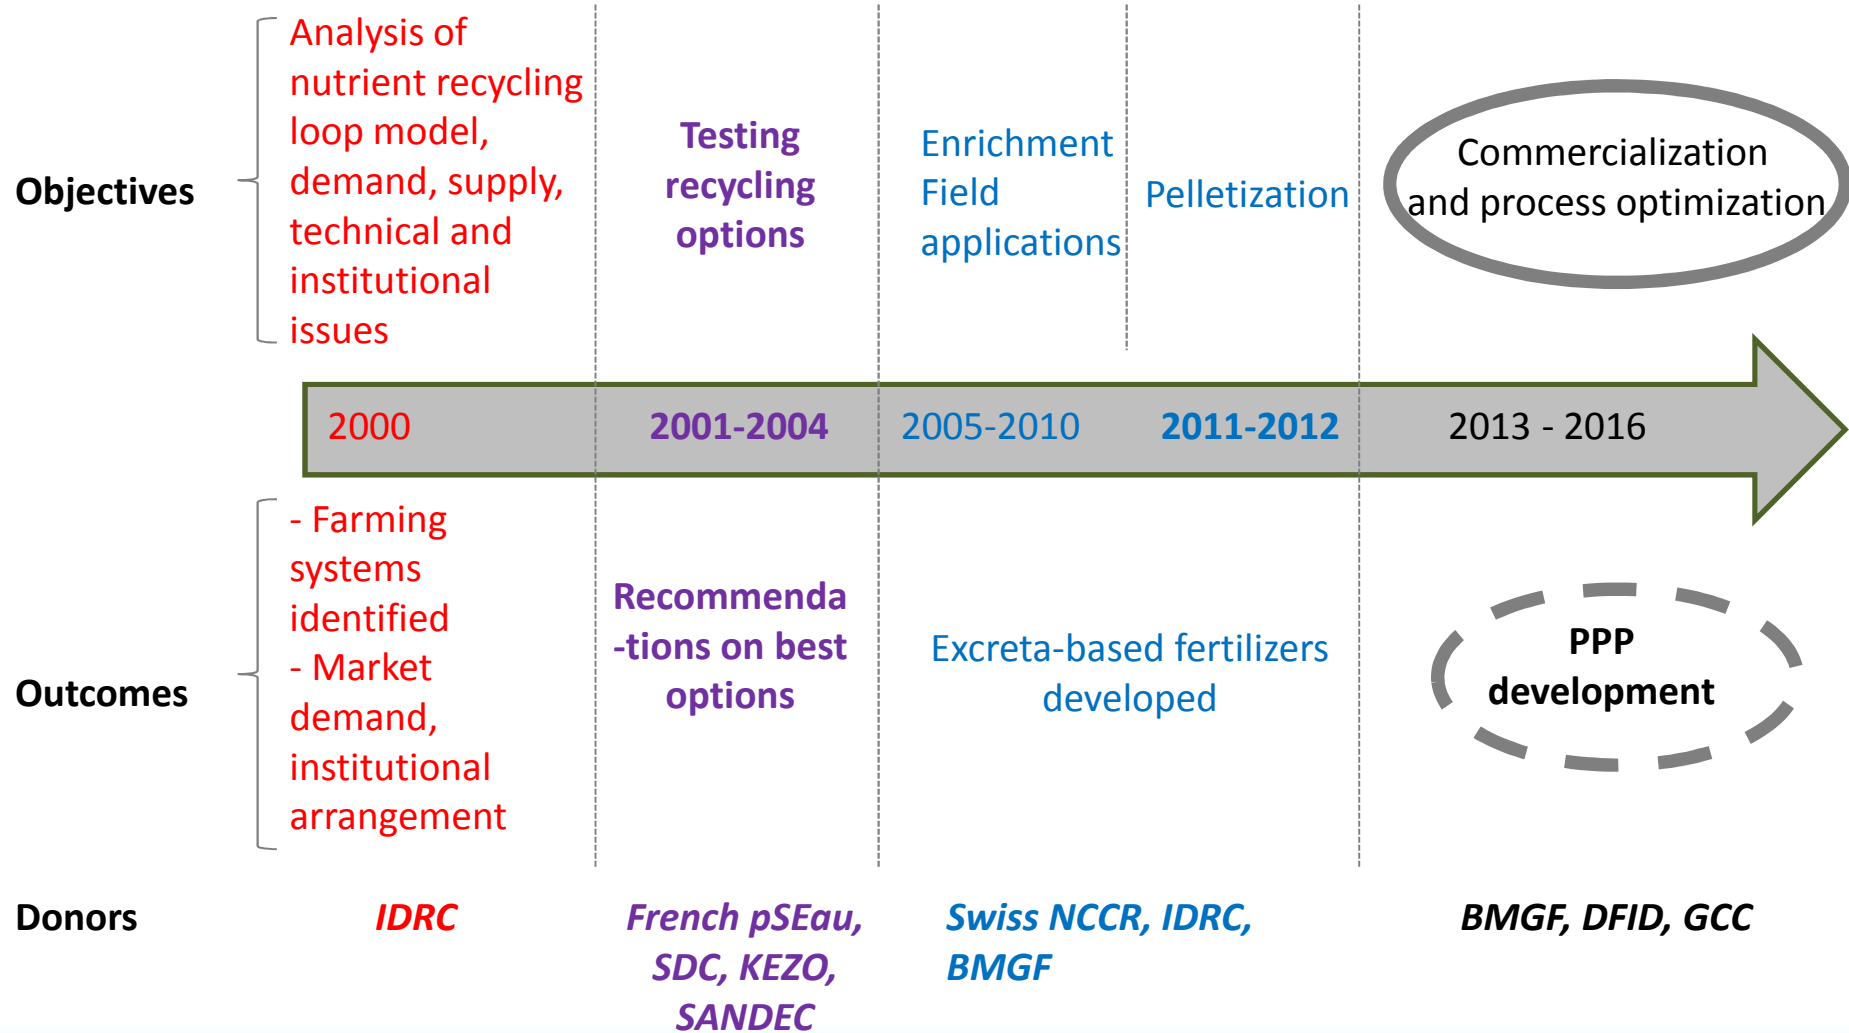 Objectives
Analysis of
nutrient recycling
loop model,
demand, supply,
technical and
institutional
issues
Testing
recycling
options
Enrichment
Field
applications
Pelletization
Commercialization
and process optimization
2000
2001-2004
2005-2010
2011-2012
2013 - 2016
Outcomes
- Farming
systems
identified
- Market
demand,
institutional
arrangement
Recommenda
-tions on best
options
Excreta-based fertilizers
developed
PPP
development
Donors
IDRC
French pSEau,
SDC, KEZO,
SANDEC
Swiss NCCR, IDRC,
BMGF
BMGF, DFID, GCC